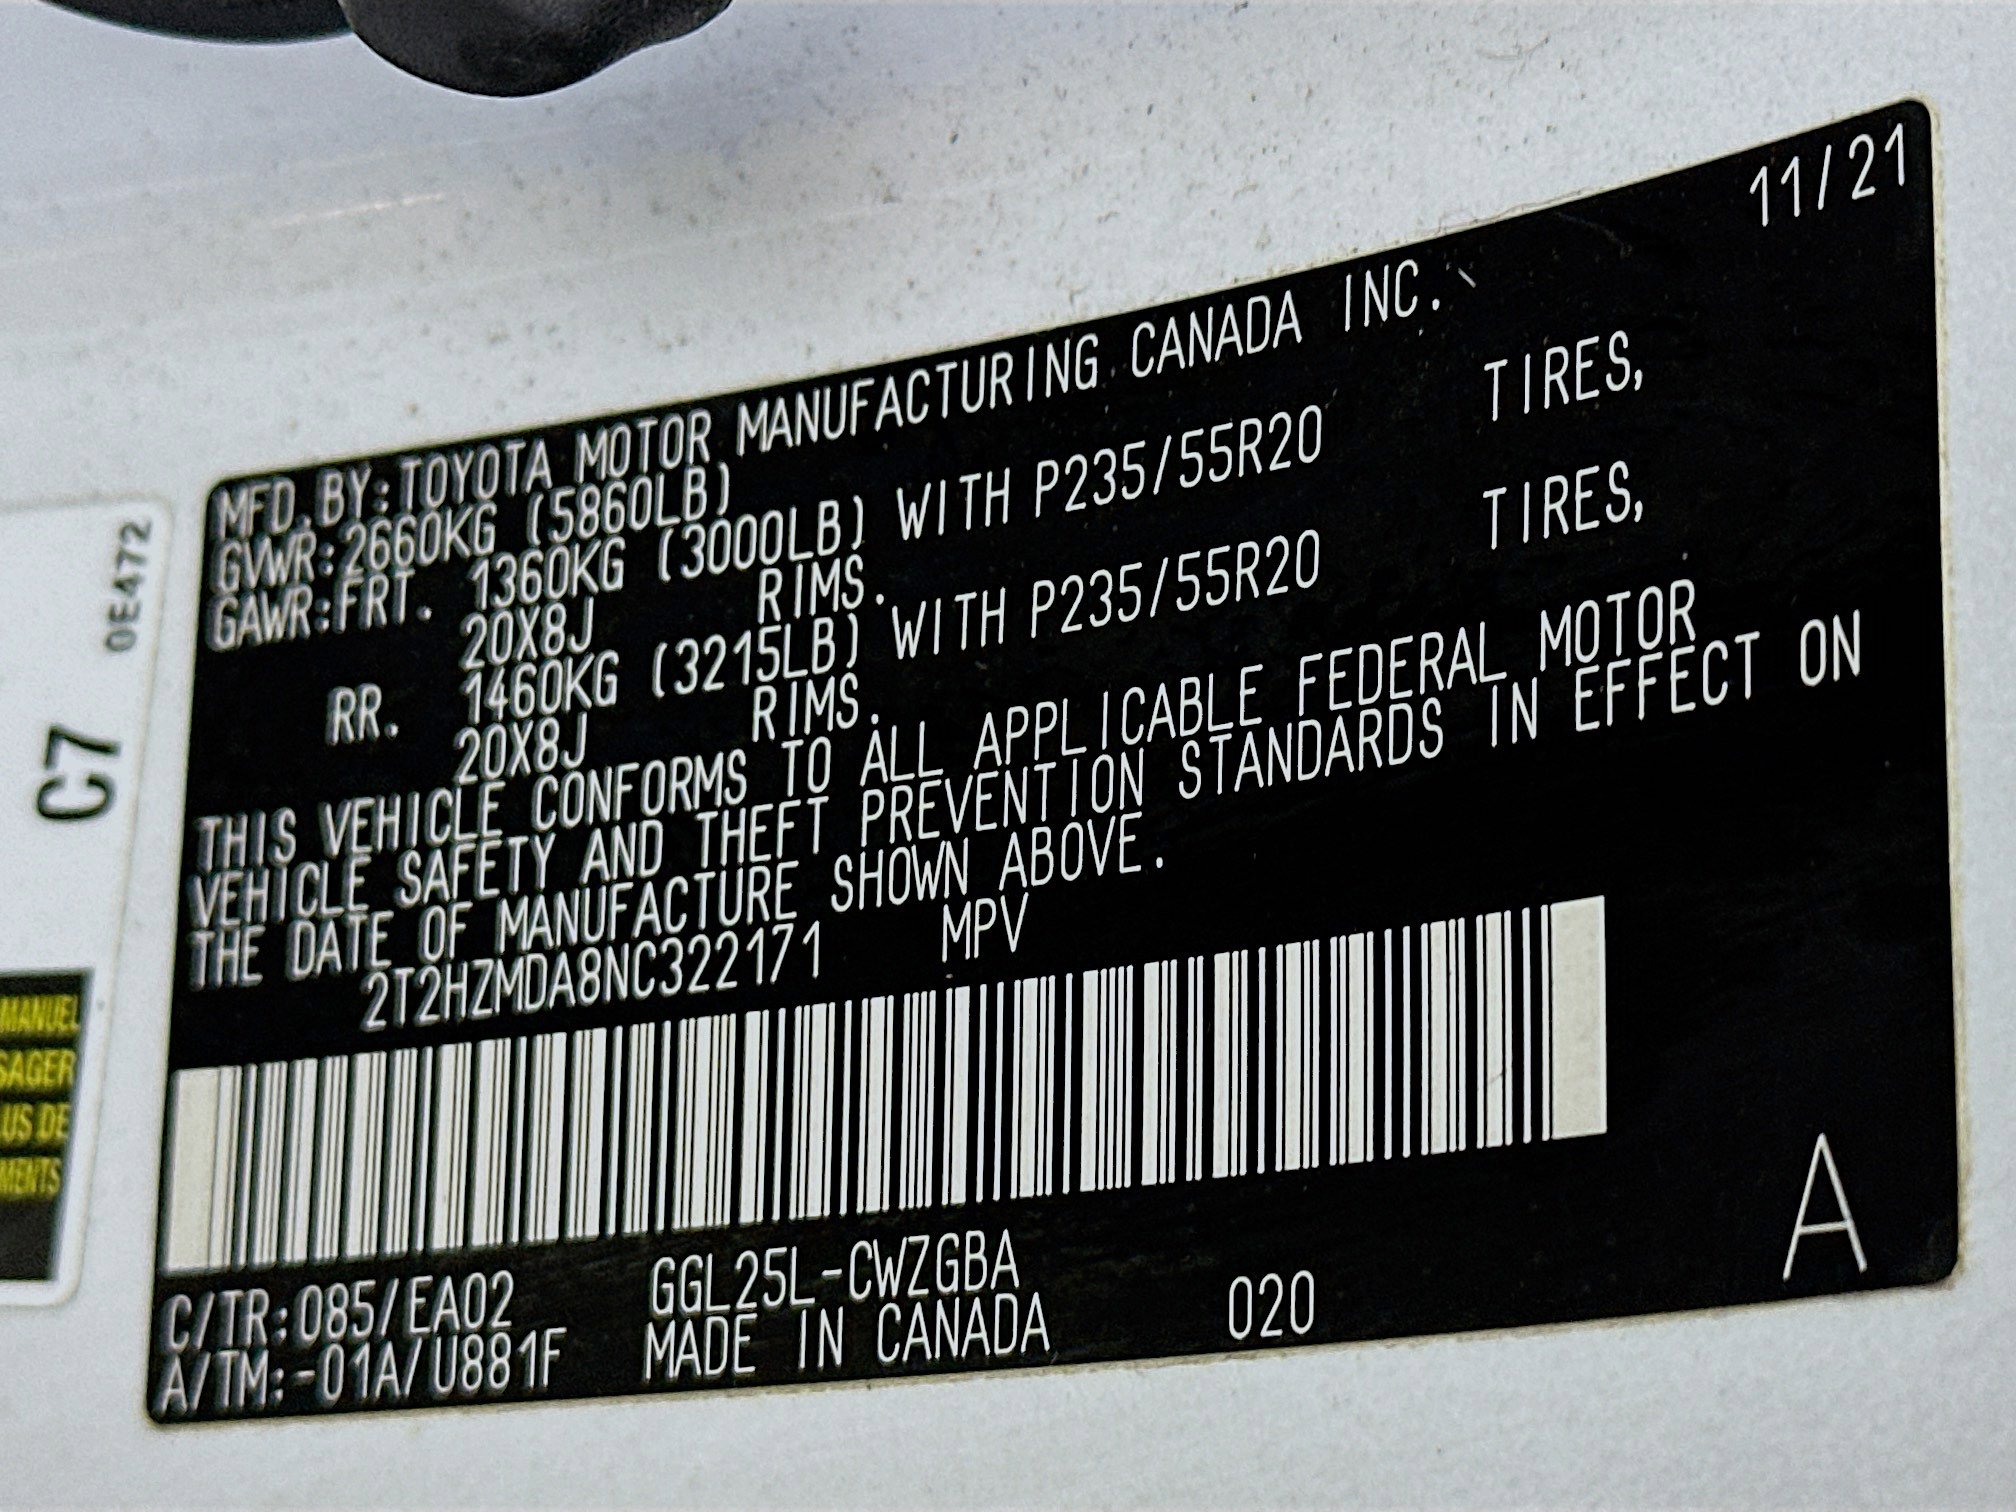 11/21
MFD.BY:TOYOTA MOTOR MANUFACTURING CANADA INC.
GVWR:2660KG (5860LB)
GAWR:FRT. 1360KG (3000LB) WITH P235/55R20 TIRES,
20X8J RIMS.
RR. 1460KG (3215LB) WITH P235/55R20 TIRES,
20X8J RIMS.
THIS VEHICLE CONFORMS TO ALL APPLICABLE FEDERAL MOTOR
VEHICLE SAFETY AND THEFT PREVENTION STANDARDS IN EFFECT ON
THE DATE OF MANUFACTURE SHOWN ABOVE.
2T2HZMDA8NC322171 MPV
C/TR:085/EA02 GGL25L-CWZGBA
A/TM:-01A/U881F MADE IN CANADA 020
A
0E472
C7
MANUEL
SAGER
US DE
MENTS